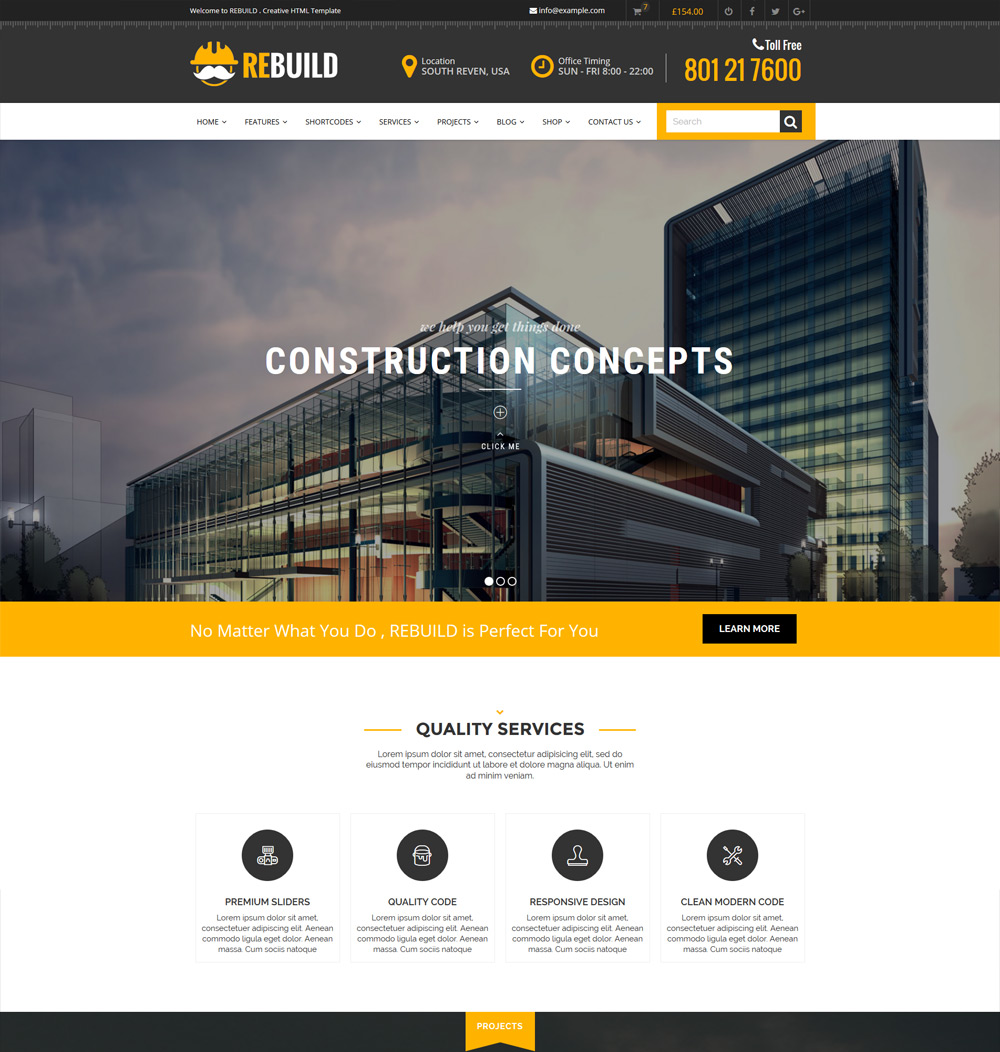 Welcome to REBUILD . Creative HTML Template
info@example.com
7
£154.00
REBUILD
Location
SOUTH REVEN, USA
Office Timing
SUN - FRI 8:00 - 22:00
Toll Free
801 21 7600
HOME
FEATURES
SHORTCODES
SERVICES
PROJECTS
BLOG
SHOP
CONTACT US
Search
we help you get things done
CONSTRUCTION CONCEPTS
CLICK ME
No Matter What You Do , REBUILD is Perfect For You
LEARN MORE
QUALITY SERVICES
Lorem ipsum dolor sit amet, consectetur adipisicing elit, sed do
eiusmod tempor incididunt ut labore et dolore magna aliqua. Ut enim
ad minim veniam.
PREMIUM SLIDERS
Lorem ipsum dolor sit amet,
consectetuer adipiscing elit. Aenean
commodo ligula eget dolor. Aenean
massa. Cum sociis natoque
QUALITY CODE
Lorem ipsum dolor sit amet,
consectetuer adipiscing elit. Aenean
commodo ligula eget dolor. Aenean
massa. Cum sociis natoque
RESPONSIVE DESIGN
Lorem ipsum dolor sit amet,
consectetuer adipiscing elit. Aenean
commodo ligula eget dolor. Aenean
massa. Cum sociis natoque
CLEAN MODERN CODE
Lorem ipsum dolor sit amet,
consectetuer adipiscing elit. Aenean
commodo ligula eget dolor. Aenean
massa. Cum sociis natoque
PROJECTS